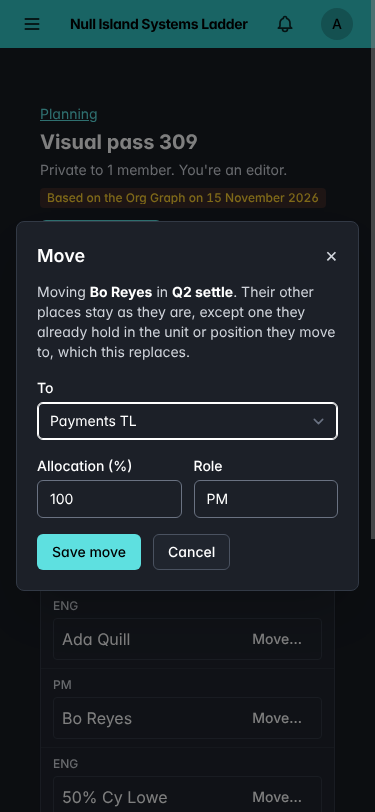 Null Island Systems Ladder
A
Planning
Visual pass 309
Private to 1 member. You're an editor.
Based on the Org Graph on 15 November 2026
Move
×
Moving Bo Reyes in Q2 settle. Their other
places stay as they are, except one they
already hold in the unit or position they move
to, which this replaces.
To
Payments TL
Allocation (%)
Role
100
PM
Save move
Cancel
ENG
Ada Quill
Move...
PM
Bo Reyes
Move...
ENG
50% Cy Lowe
Move...